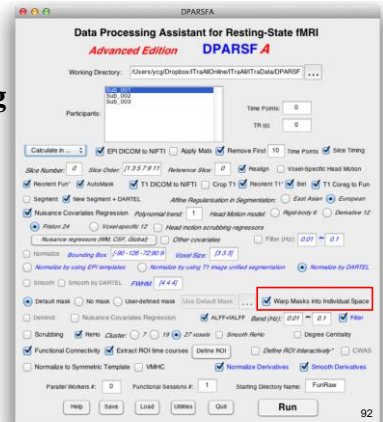 DPARSFA
Data Processing Assistant for Resting-State fMRI
Advanced Edition DPARSF A
Working Directory: /Users/ycg/Dropbox/ITraAllOnline/ITraAll/ITraData/DPARSF ...
g
Participants: Sub_001
Sub_002
Sub_003
Time Points: 0
TR (s): 0
Calculate in ... EPI DICOM to NIFTI Apply Mats Remove First 10 Time Points Slice Timing
Slice Number: 0 Slice Order: [1 3 5 7 9 11 Reference Slice: 0 Realign Voxel-Specific Head Motion
Reorient Fun* AutoMask T1 DICOM to NIFTI Crop T1 Reorient T1* Bet T1 Coreg to Fun
Segment New Segment + DARTEL Affine Regularisation in Segmentation: East Asian European
Nuisance Covariates Regression Polynomial trend: 1 Head Motion model: Rigid-body 6 Derivative 12
Friston 24 Voxel-specific 12 Head motion scrubbing regressors
Nuisance regressors (WM, CSF, Global) Other covariates Filter (Hz): 0.01 ~ 0.1
Normalize Bounding Box: [-90 -126 -72;90 9 Voxel Size: [3 3 3]
Normalize by using EPI templates Normalize by using T1 image unified segmentation Normalize by DARTEL
Smooth Smooth by DARTEL FWHM: [4 4 4]
Default mask No mask User-defined mask Use Default Mask ... Warp Masks into Individual Space
Detrend Nuisance Covariates Regression ALFF+fALFF Band (Hz): 0.01 ~ 0.1 Filter
Scrubbing ReHo Cluster: 7 19 27 voxels Smooth ReHo Degree Centrality
Functional Connectivity Extract ROI time courses Define ROI Define ROI Interactively* CWAS
Normalize to Symmetric Template VMHC Normalize Derivatives Smooth Derivatives
Parallel Workers #: 0 Functional Sessions #: 1 Starting Directory Name: FunRaw
Help Save Load Utilities Quit Run
92